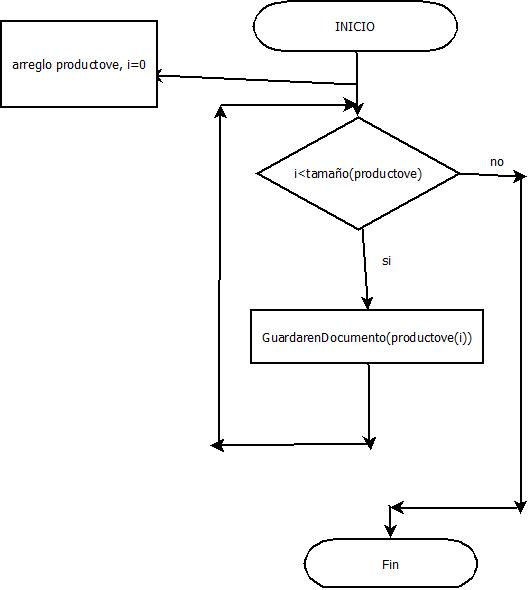 INICIO
arreglo productove, i=0
i<tamaño(productove)
no
si
GuardarenDocumento(productove(i))
Fin